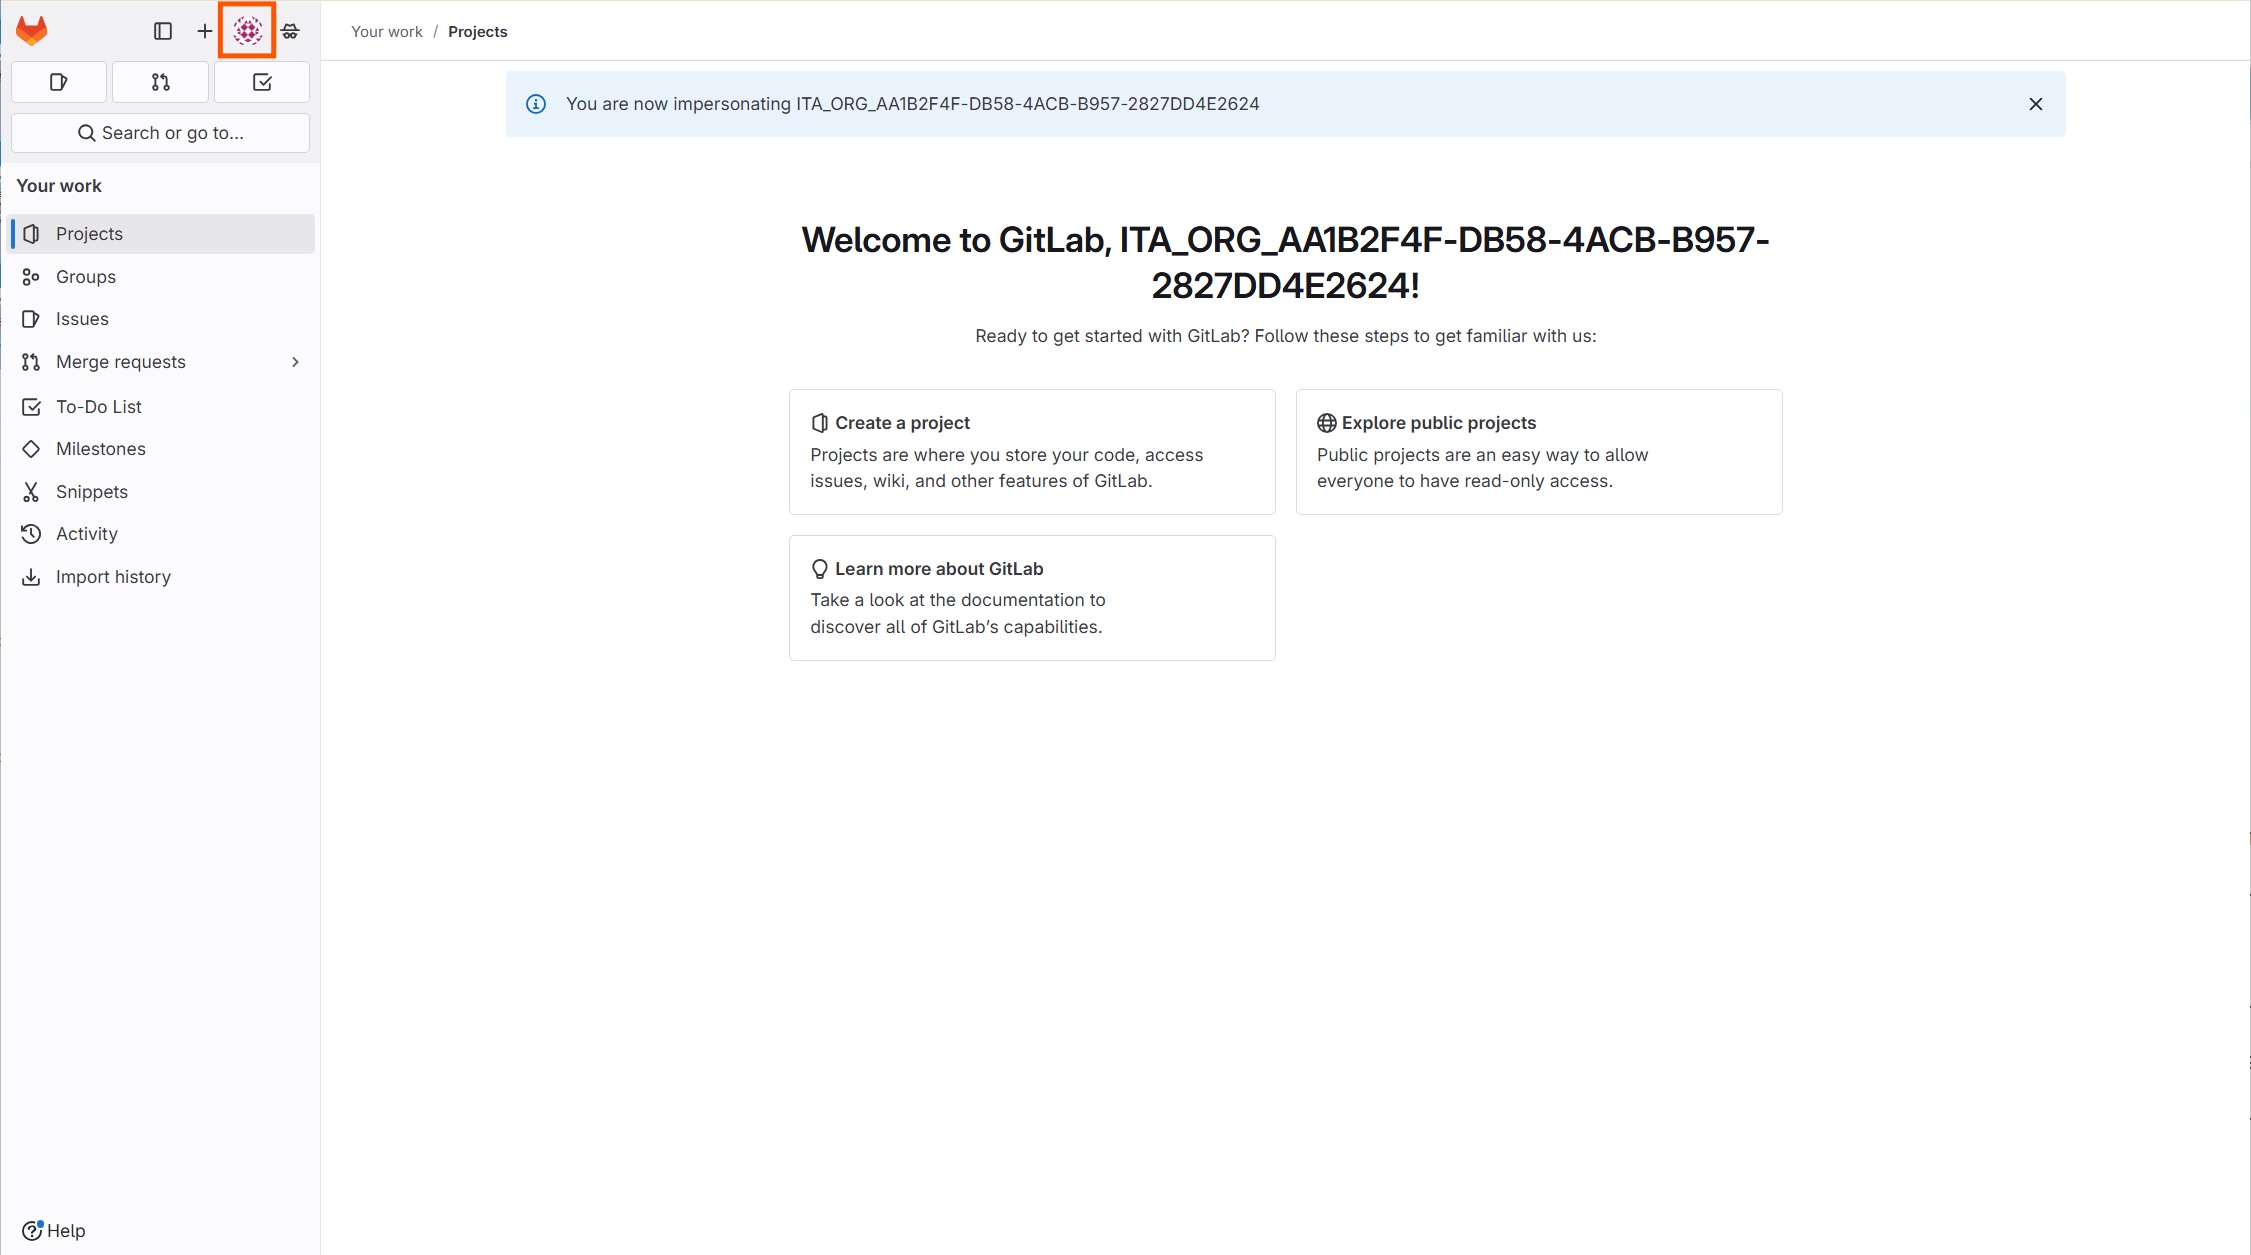 Your work / Projects
Search or go to...
Your work
Projects
Groups
Issues
Merge requests
To-Do List
Milestones
Snippets
Activity
Import history
Help
You are now impersonating ITA_ORG_AA1B2F4F-DB58-4ACB-B957-2827DD4E2624
Welcome to GitLab, ITA_ORG_AA1B2F4F-DB58-4ACB-B957-
2827DD4E2624!
Ready to get started with GitLab? Follow these steps to get familiar with us:
Create a project
Projects are where you store your code, access
issues, wiki, and other features of GitLab.
Explore public projects
Public projects are an easy way to allow
everyone to have read-only access.
Learn more about GitLab
Take a look at the documentation to
discover all of GitLab’s capabilities.